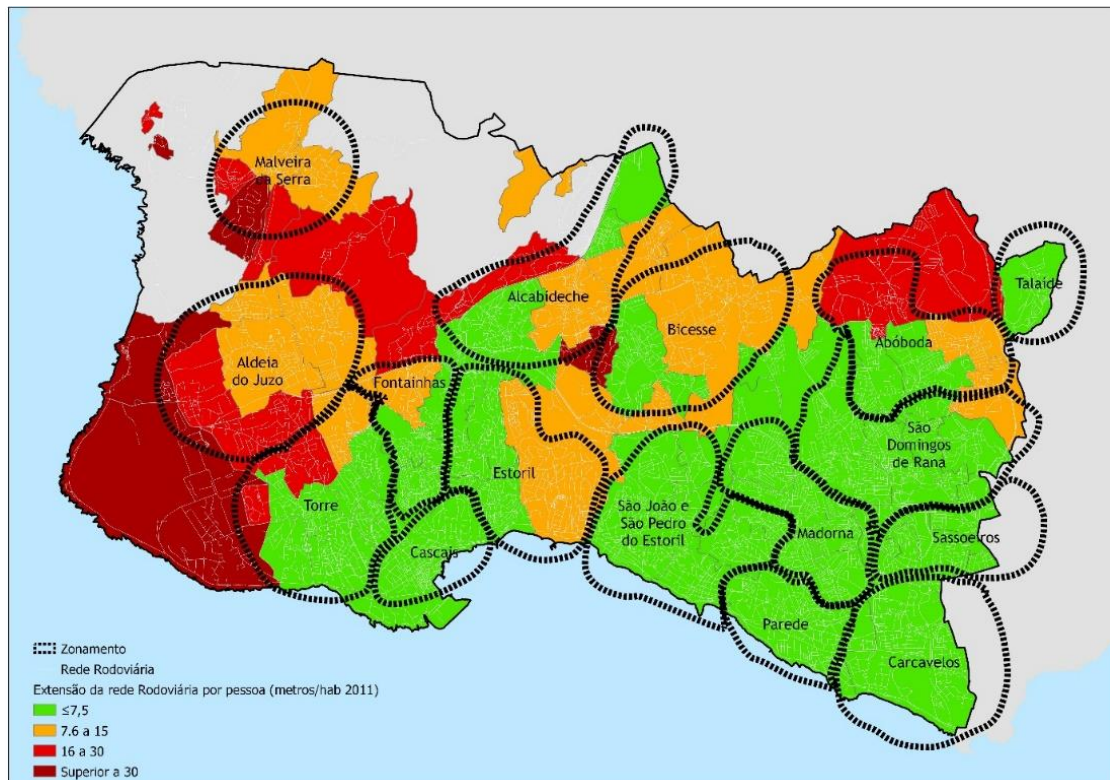 Malveira
da Serra
Talaíde
Alcabideche
Bicesse
Abóboda
Aldeia
do Juzo
Fontainhas
São
Domingos
de Rana
Estoril
Torre
São João e
São Pedro
do Estoril
Madorna
Sassoeiros
Cascais
Parede
Carcavelos
Zonamento
Rede Rodoviária
Extensão da rede Rodoviária por pessoa (metros/hab 2011)
≤7,5
7.6 a 15
16 a 30
Superior a 30